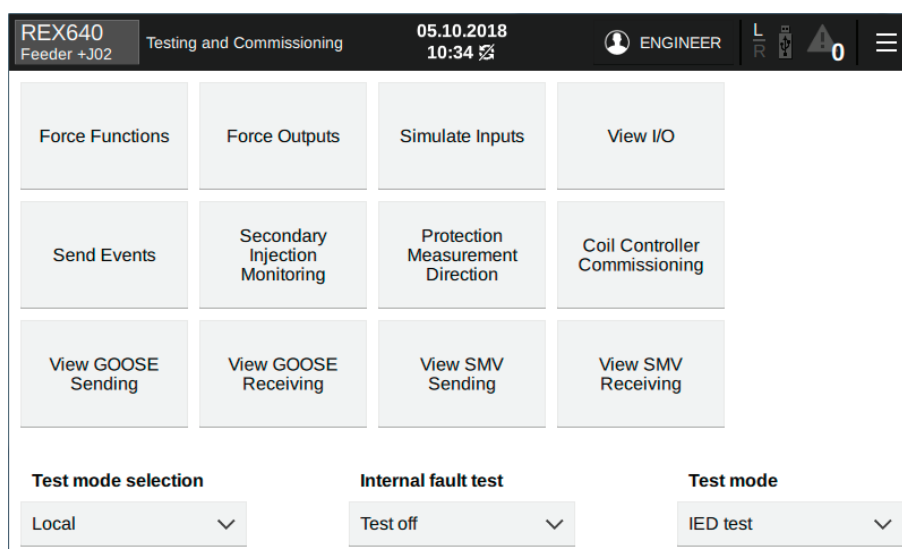 REX640
Feeder +J02
Testing and Commissioning
05.10.2018
10:34
ENGINEER
L
R
0
Force Functions
Force Outputs
Simulate Inputs
View I/O
Send Events
Secondary
Injection
Monitoring
Protection
Measurement
Direction
Coil Controller
Commissioning
View GOOSE
Sending
View GOOSE
Receiving
View SMV
Sending
View SMV
Receiving
Test mode selection
Internal fault test
Test mode
Local
Test off
IED test